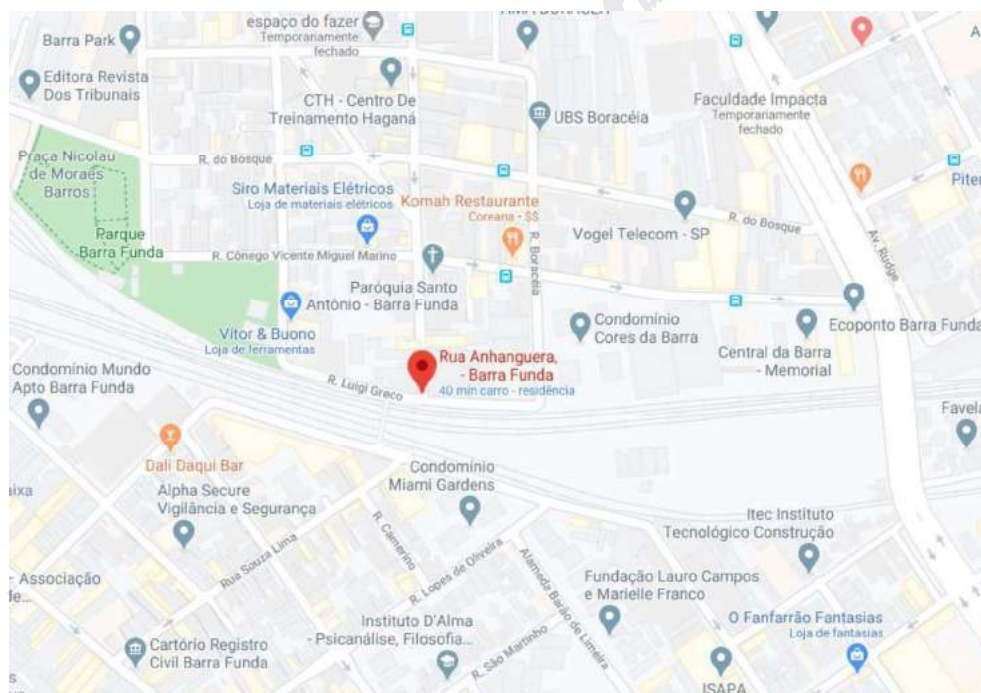 espaço do fazer
Temporariamente
fechado
Barra Park
Editora Revista
Dos Tribunais
CTH - Centro De
Treinamento Haganá
UBS Boracéia
Faculdade Impacta
Temporariamente
fechado
Praça Nicolau
de Moraes
Barros
R. do Bosque
Siro Materiais Elétricos
Loja de materiais elétricos
Komah Restaurante
Coreana - $$
Vogel Telecom - SP
R. do Bosque
Parque
Barra Funda
R. Cônego Vicente Miguel Marino
R. Boracéia
Av. Rudge
Paróquia Santo
Antônio - Barra Funda
Vitor & Buono
Loja de ferramentas
Condomínio
Cores da Barra
Ecoponto Barra Funda
Central da Barra
- Memorial
Condomínio Mundo
Apto Barra Funda
Rua Anhanguera,
- Barra Funda
40 min carro - residência
R. Luigi Greco
Dali Daqui Bar
Alpha Secure
Vigilância e Segurança
Condomínio
Miami Gardens
Itec Instituto
Tecnológico Construção
Rua Souza Lima
R. Camerino
R. Lopes de Oliveira
Alameda Barão de Limeira
- Associação
Fundação Lauro Campos
e Marielle Franco
Instituto D'Alma
- Psicanálise, Filosofia...
R. São Martinho
O Fanfarrão Fantasias
Loja de fantasias
Cartório Registro
Civil Barra Funda
ISAPA